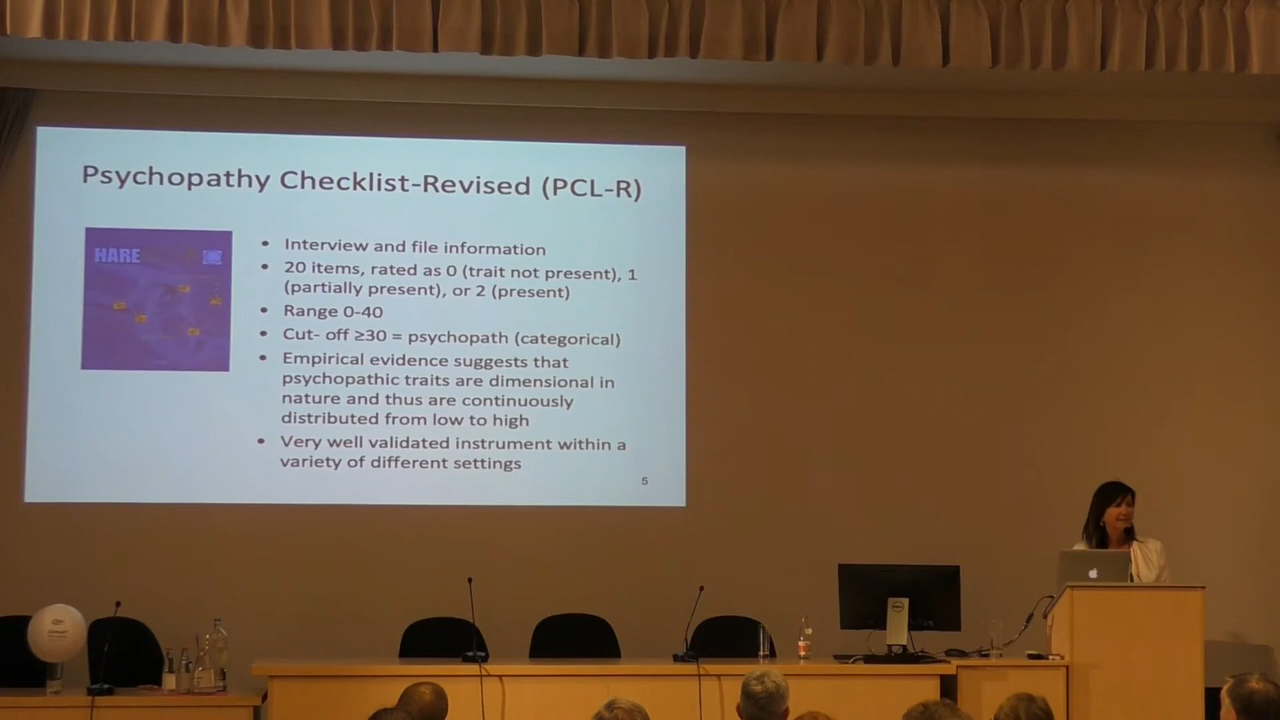 Psychopathy Checklist-Revised (PCL-R)
HARE
• Interview and file information
• 20 items, rated as 0 (trait not present), 1
(partially present), or 2 (present)
• Range 0-40
• Cut- off ≥30 = psychopath (categorical)
• Empirical evidence suggests that
psychopathic traits are dimensional in
nature and thus are continuously
distributed from low to high
• Very well validated instrument within a
variety of different settings
5
DELL